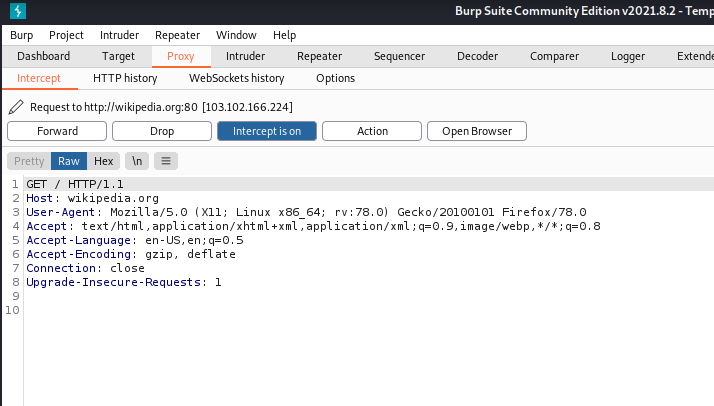 Burp Suite Community Edition v2021.8.2 - Temp
Burp Project Intruder Repeater Window Help
Dashboard Target Proxy Intruder Repeater Sequencer Decoder Comparer Logger Extende
Intercept HTTP history WebSockets history Options
Request to http://wikipedia.org:80 [103.102.166.224]
Forward Drop Intercept is on Action Open Browser
Pretty Raw Hex \n
1 GET / HTTP/1.1
2 Host: wikipedia.org
3 User-Agent: Mozilla/5.0 (X11; Linux x86_64; rv:78.0) Gecko/20100101 Firefox/78.0
4 Accept: text/html,application/xhtml+xml,application/xml;q=0.9,image/webp,*/*;q=0.8
5 Accept-Language: en-US,en;q=0.5
6 Accept-Encoding: gzip, deflate
7 Connection: close
8 Upgrade-Insecure-Requests: 1
9
10